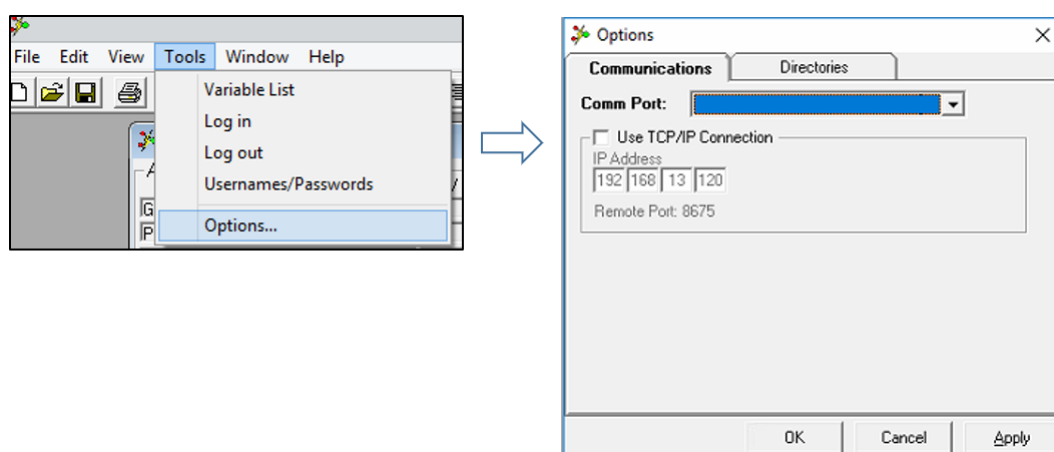 File Edit View Tools Window Help
Variable List
Log in
Log out
Usernames/Passwords
Options...
Options
Communications Directories
Comm Port:
Use TCP/IP Connection
IP Address
192 168 13 120
Remote Port: 8675
OK Cancel Apply